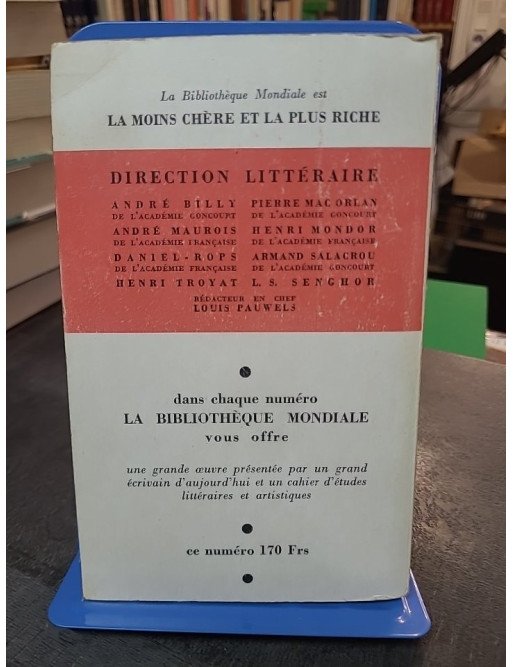 La Bibliothèque Mondiale est
LA MOINS CHÈRE ET LA PLUS RICHE
DIRECTION LITTÉRAIRE
ANDRÉ BILLY
DE L'ACADÉMIE GONCOURT
ANDRÉ MAUROIS
DE L'ACADÉMIE FRANÇAISE
DANIEL-ROPS
DE L'ACADÉMIE FRANÇAISE
HENRI TROYAT
PIERRE MAC ORLAN
DE L'ACADÉMIE GONCOURT
HENRI MONDOR
DE L'ACADÉMIE FRANÇAISE
ARMAND SALACROU
DE L'ACADÉMIE GONCOURT
L. S. SENGHOR
RÉDACTEUR EN CHEF
LOUIS PAUWELS
dans chaque numéro
LA BIBLIOTHÈQUE MONDIALE
vous offre
une grande œuvre présentée par un grand
écrivain d'aujourd'hui et un cahier d'études
littéraires et artistiques
ce numéro 170 Frs